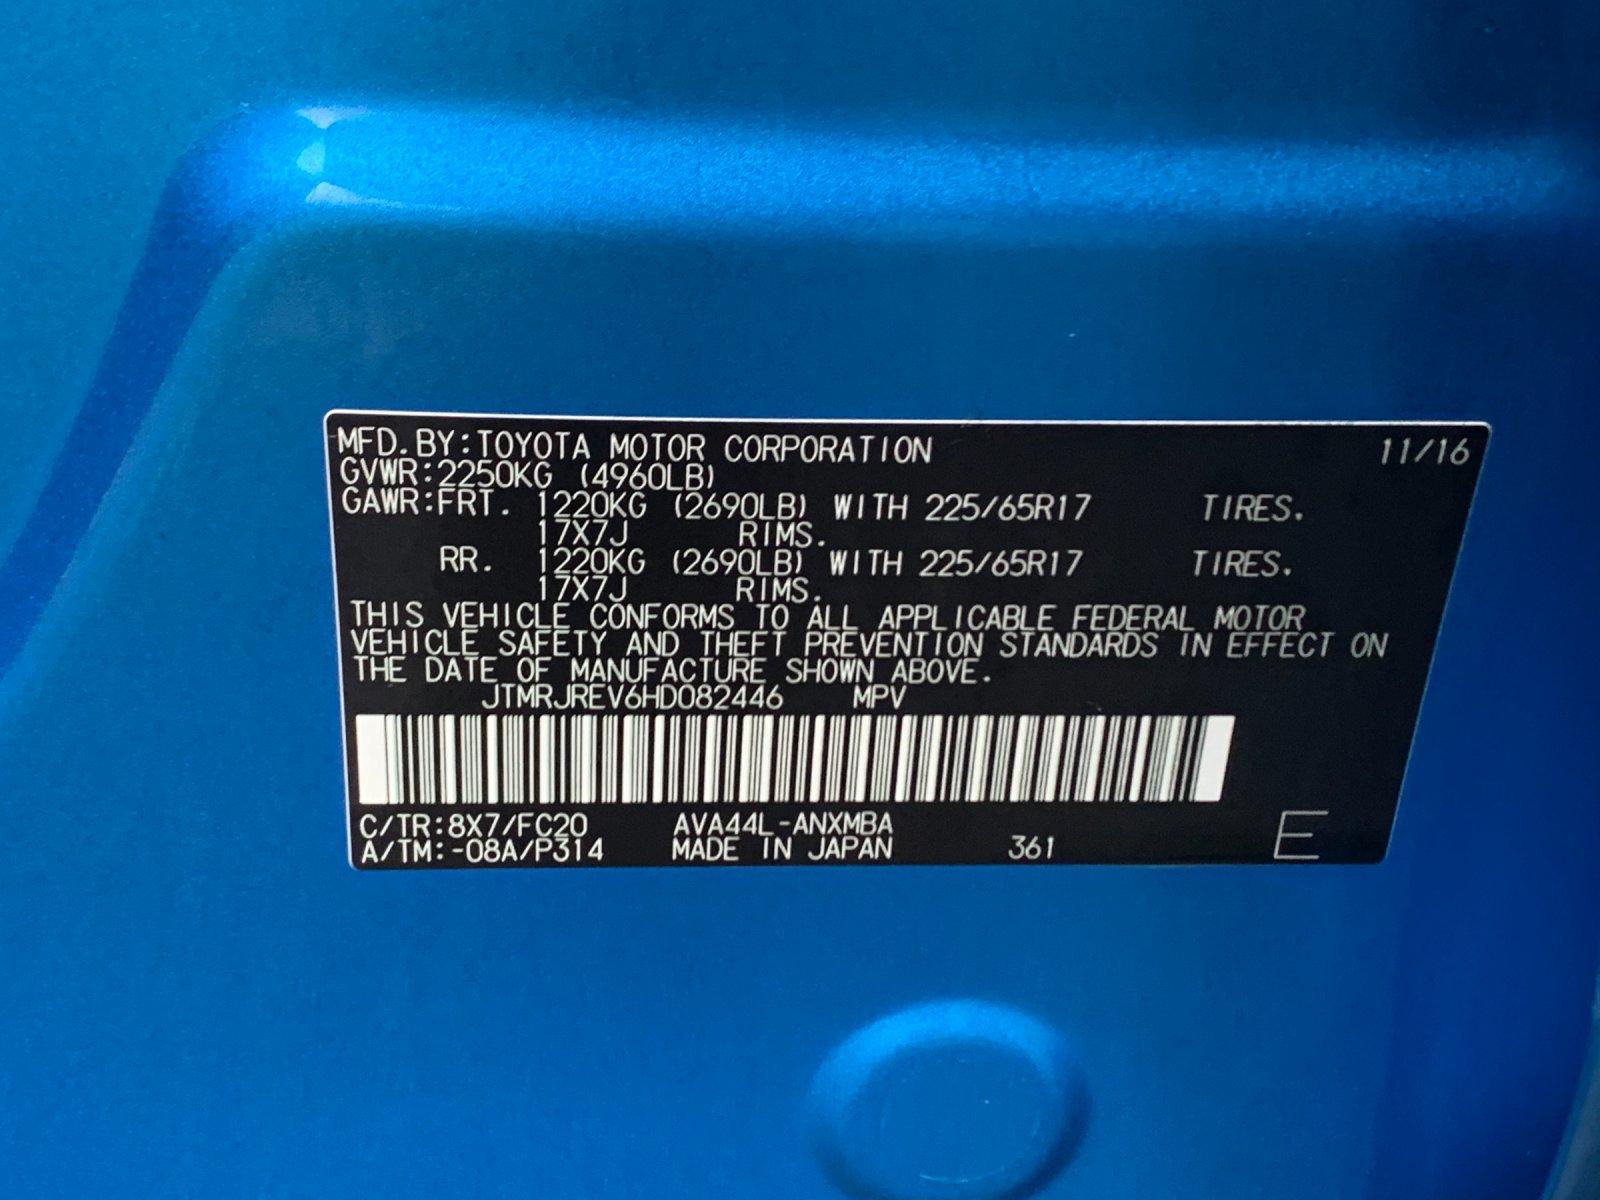 MFD. BY: TOYOTA MOTOR CORPORATION 11/16
GVWR: 2250KG (4960LB)
GAWR: FRT. 1220KG (2690LB) WITH 225/65R17 TIRES.
17X7J RIMS.
RR. 1220KG (2690LB) WITH 225/65R17 TIRES.
17X7J RIMS.
THIS VEHICLE CONFORMS TO ALL APPLICABLE FEDERAL MOTOR
VEHICLE SAFETY AND THEFT PREVENTION STANDARDS IN EFFECT ON
THE DATE OF MANUFACTURE SHOWN ABOVE.
JTMRJREV6HD082446 MPV
C/TR: 8X7/FC20 AVA44L-ANXMBA
A/TM: -08A/P314 MADE IN JAPAN 361 E